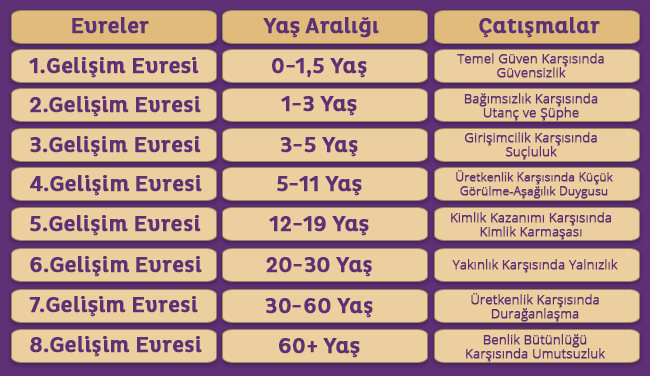 Evreler Yaş Aralığı Çatışmalar
1.Gelişim Evresi 0-1,5 Yaş Temel Güven Karşısında
Güvensizlik
2.Gelişim Evresi 1-3 Yaş Bağımsızlık Karşısında
Utanç ve Şüphe
3.Gelişim Evresi 3-5 Yaş Girişimcilik Karşısında
Suçluluk
4.Gelişim Evresi 5-11 Yaş Üretkenlik Karşısında Küçük
Görülme-Aşağılık Duygusu
5.Gelişim Evresi 12-19 Yaş Kimlik Kazanımı Karşısında
Kimlik Karmaşası
6.Gelişim Evresi 20-30 Yaş Yakınlık Karşısında Yalnızlık
7.Gelişim Evresi 30-60 Yaş Üretkenlik Karşısında
Durağanlaşma
8.Gelişim Evresi 60+ Yaş Benlik Bütünlüğü
Karşısında Umutsuzluk